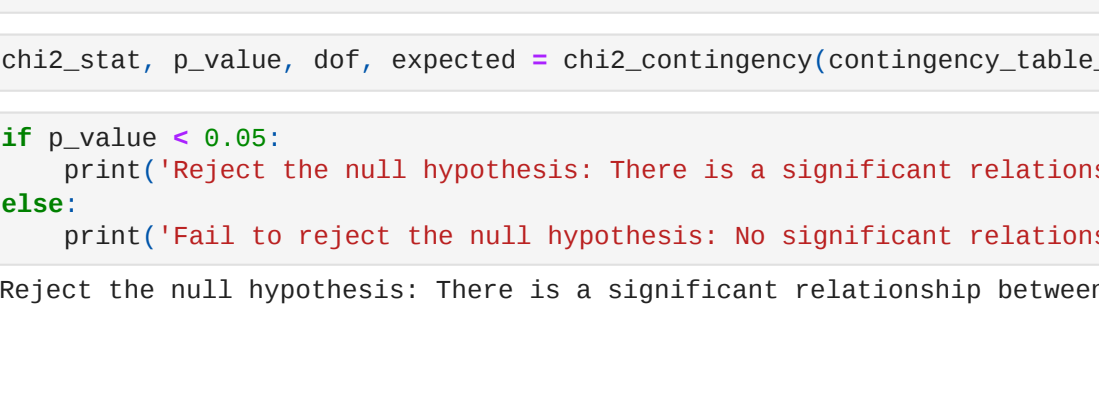 chi2_stat, p_value, dof, expected = chi2_contingency(contingency_table_
if p_value < 0.05:
    print('Reject the null hypothesis: There is a significant relations
else:
    print('Fail to reject the null hypothesis: No significant relations
Reject the null hypothesis: There is a significant relationship between